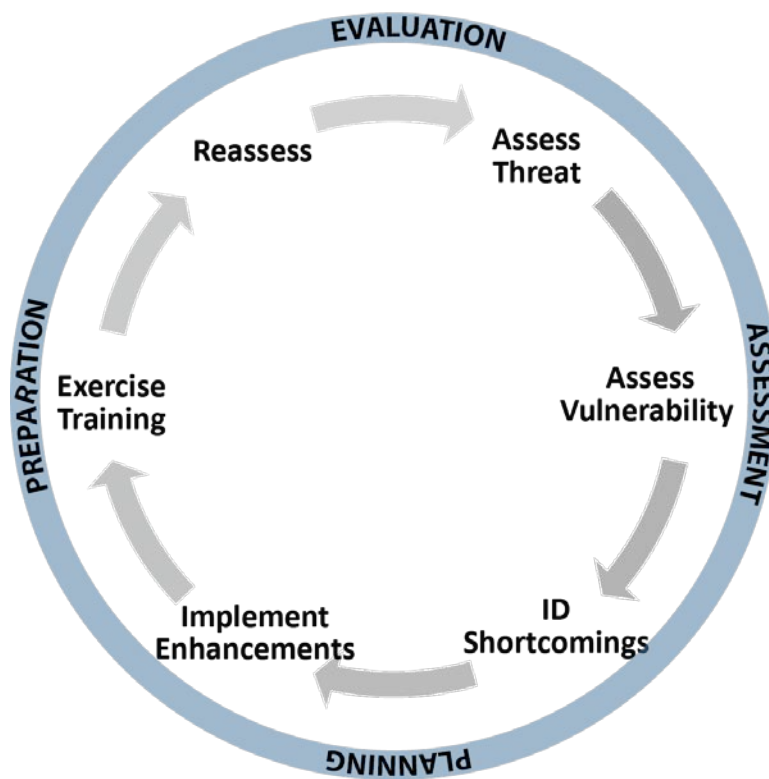 EVALUATION
Reassess
Assess
Threat
ASSESSMENT
Assess
Vulnerability
ID
Shortcomings
PLANNING
Implement
Enhancements
PREPARATION
Exercise
Training